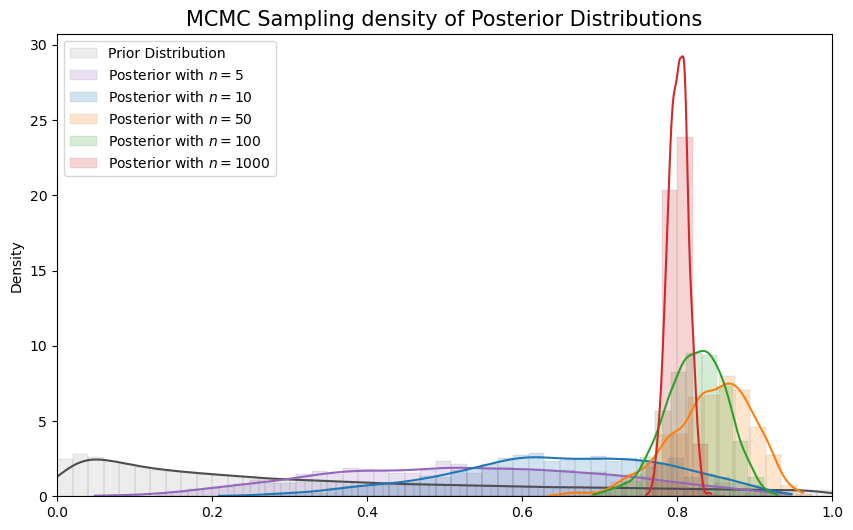 MCMC Sampling density of Posterior Distributions
30
25
20
15
10
5
0
Density
Prior Distribution
Posterior with n = 5
Posterior with n = 10
Posterior with n = 50
Posterior with n = 100
Posterior with n = 1000
0.0 0.2 0.4 0.6 0.8 1.0